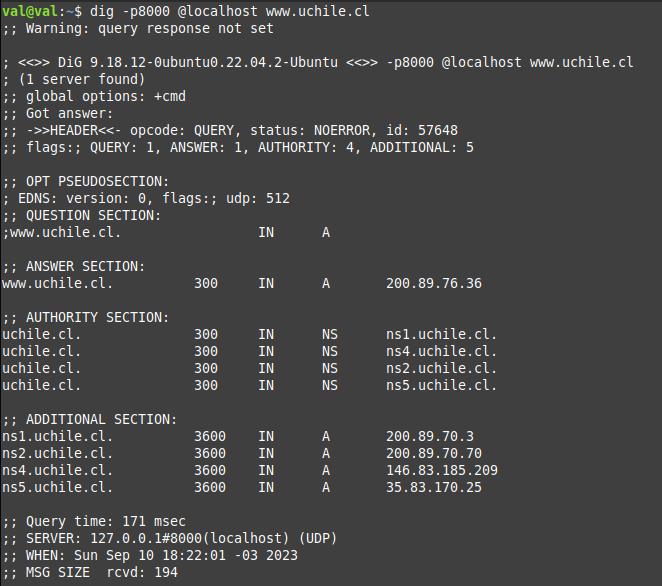 val@val:~$ dig -p8000 @localhost www.uchile.cl
;; Warning: query response not set

; <<>> DiG 9.18.12-0ubuntu0.22.04.2-Ubuntu <<>> -p8000 @localhost www.uchile.cl
; (1 server found)
;; global options: +cmd
;; Got answer:
;; ->>HEADER<<- opcode: QUERY, status: NOERROR, id: 57648
;; flags:; QUERY: 1, ANSWER: 1, AUTHORITY: 4, ADDITIONAL: 5

;; OPT PSEUDOSECTION:
; EDNS: version: 0, flags:; udp: 512
;; QUESTION SECTION:
;www.uchile.cl.                 IN      A

;; ANSWER SECTION:
www.uchile.cl.          300     IN      A       200.89.76.36

;; AUTHORITY SECTION:
uchile.cl.              300     IN      NS      ns1.uchile.cl.
uchile.cl.              300     IN      NS      ns4.uchile.cl.
uchile.cl.              300     IN      NS      ns2.uchile.cl.
uchile.cl.              300     IN      NS      ns5.uchile.cl.

;; ADDITIONAL SECTION:
ns1.uchile.cl.          3600    IN      A       200.89.70.3
ns2.uchile.cl.          3600    IN      A       200.89.70.70
ns4.uchile.cl.          3600    IN      A       146.83.185.209
ns5.uchile.cl.          3600    IN      A       35.83.170.25

;; Query time: 171 msec
;; SERVER: 127.0.0.1#8000(localhost) (UDP)
;; WHEN: Sun Sep 10 18:22:01 -03 2023
;; MSG SIZE  rcvd: 194